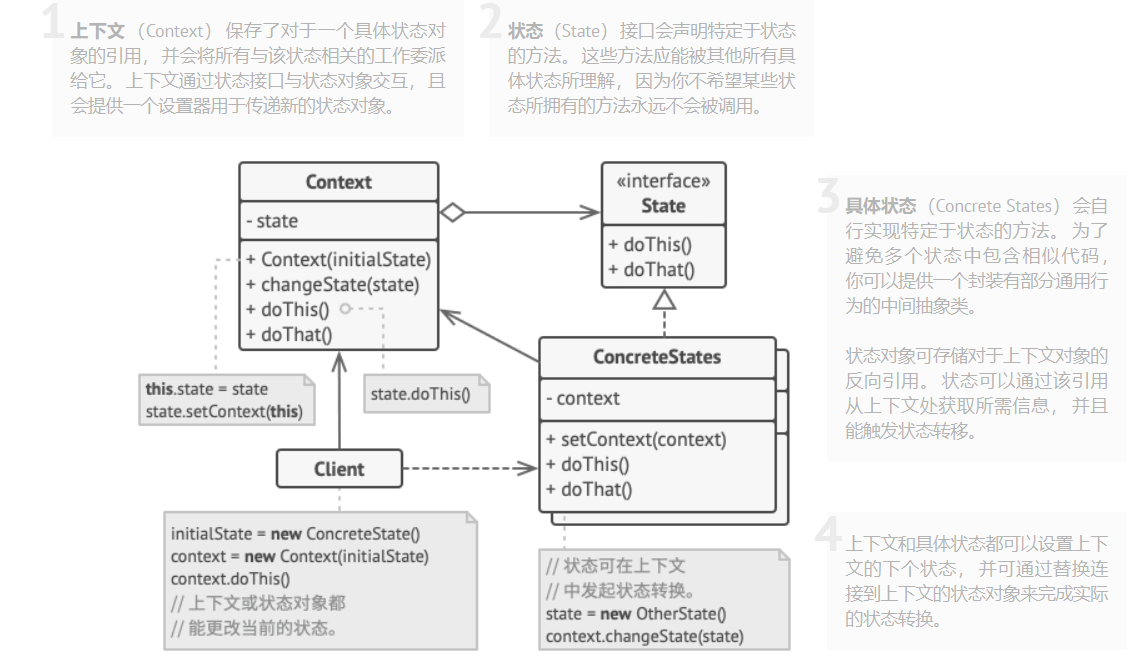 1
上下文（Context） 保存了对于一个具体状态对
象的引用， 并会将所有与该状态相关的工作委派
给它。 上下文通过状态接口与状态对象交互， 且
会提供一个设置器用于传递新的状态对象。
2
状态（State） 接口会声明特定于状态
的方法。 这些方法应能被其他所有具
体状态所理解， 因为你不希望某些状
态所拥有的方法永远不会被调用。
Context
- state
+ Context(initialState)
+ changeState(state)
+ doThis()
+ doThat()
«interface»
State
+ doThis()
+ doThat()
3
具体状态 （Concrete States） 会自
行实现特定于状态的方法。 为了
避免多个状态中包含相似代码,
你可以提供一个封装有部分通用行
为的中间抽象类。
状态对象可存储对于上下文对象的
反向引用。 状态可以通过该引用
从上下文处获取所需信息， 并且
能触发状态转移。
this.state = state
state.setContext(this)
state.doThis()
ConcreteStates
- context
+ setContext(context)
+ doThis()
+ doThat()
Client
initialState = new ConcreteState()
context = new Context(initialState)
context.doThis()
// 上下文或状态对象都
// 能更改当前的状态。
// 状态可在上下文
// 中发起状态转换。
state = new OtherState()
context.changeState(state)
4
上下文和具体状态都可以设置上下
文的下个状态， 并可通过替换连
接到上下文的状态对象来完成实际
的状态转换。